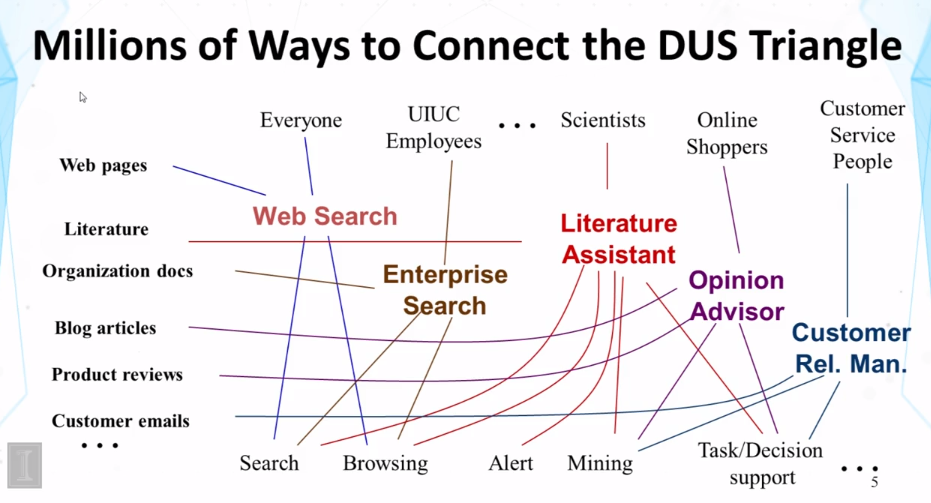 Millions of Ways to Connect the DUS Triangle
Everyone
UIUC
Employees
...
Scientists
Online
Shoppers
Customer
Service
People
Web pages
Literature
Organization docs
Blog articles
Product reviews
Customer emails
...
Web Search
Enterprise
Search
Literature
Assistant
Opinion
Advisor
Customer
Rel. Man.
Search
Browsing
Alert
Mining
Task/Decision
support
...
5
I